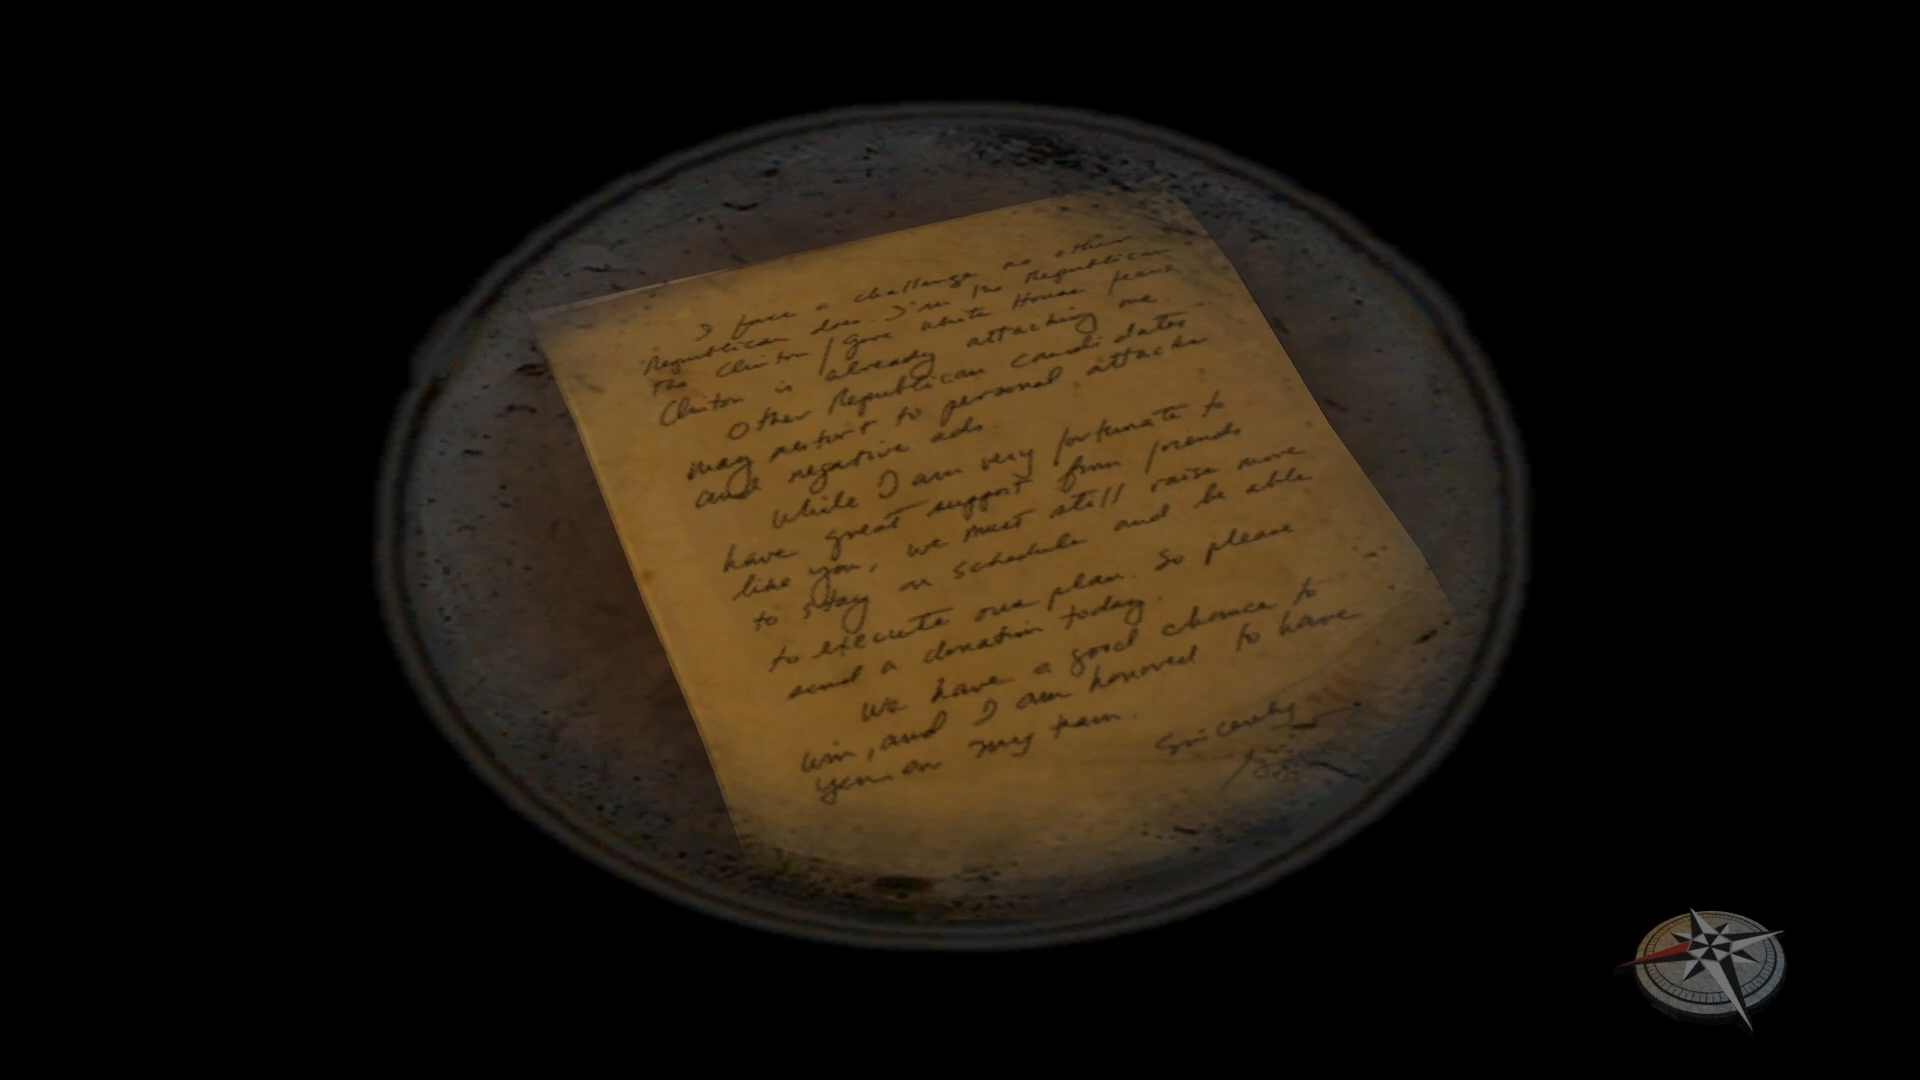 I face a challenge no other
Republican does. I'm the Republican
the Clinton / Gore White House fears
Clinton is already attacking me.
Other Republican candidates
may resort to personal attacks
and negative ads
While I am very fortunate to
have great support from friends
like you, we must still raise more
to stay on schedule and be able
to execute our plan. So please
send a donation today.
We have a good chance to
win, and I am honored to have
you on my team.
Sincerely